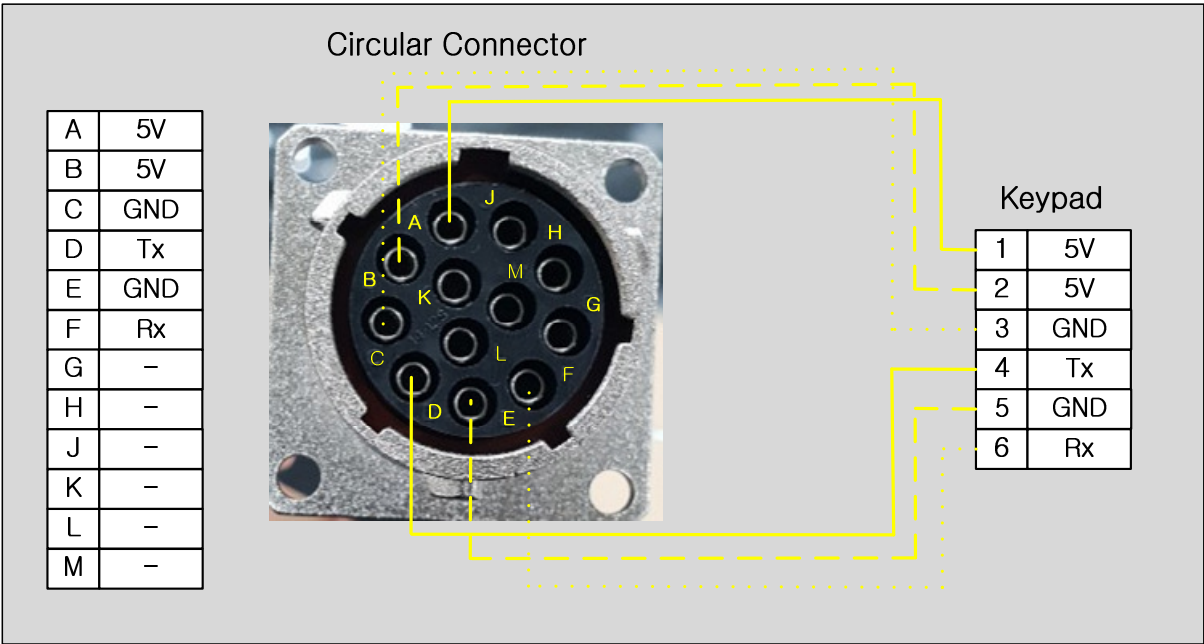 Circular Connector
A 5V
B 5V
C GND
D Tx
E GND
F Rx
G -
H -
J -
K -
L -
M -
J
A
H
M
B
K
G
L
C
F
D
E
Keypad
1 5V
2 5V
3 GND
4 Tx
5 GND
6 Rx